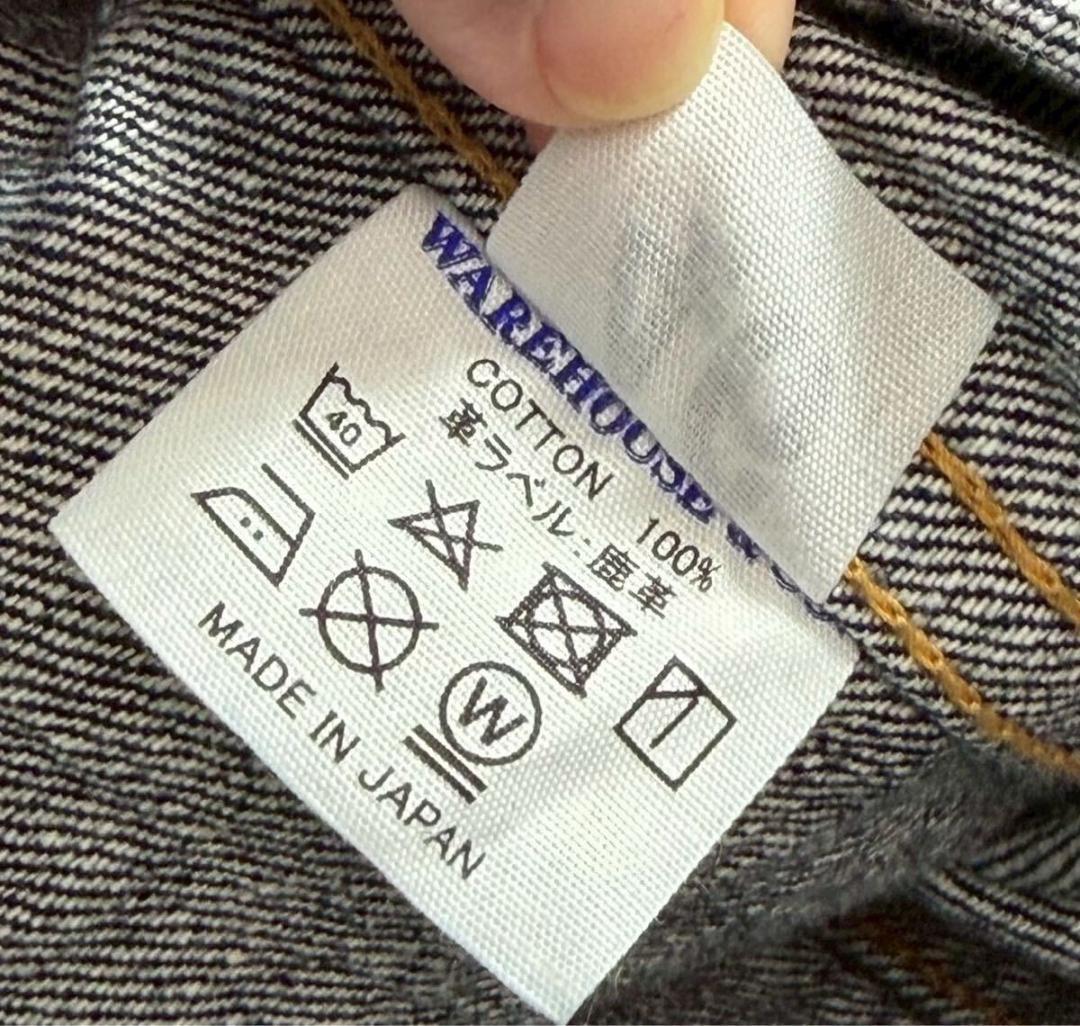 WAREHOUSE
COTTON 100%
革ラベル:鹿革
40
W
MADE IN JAPAN